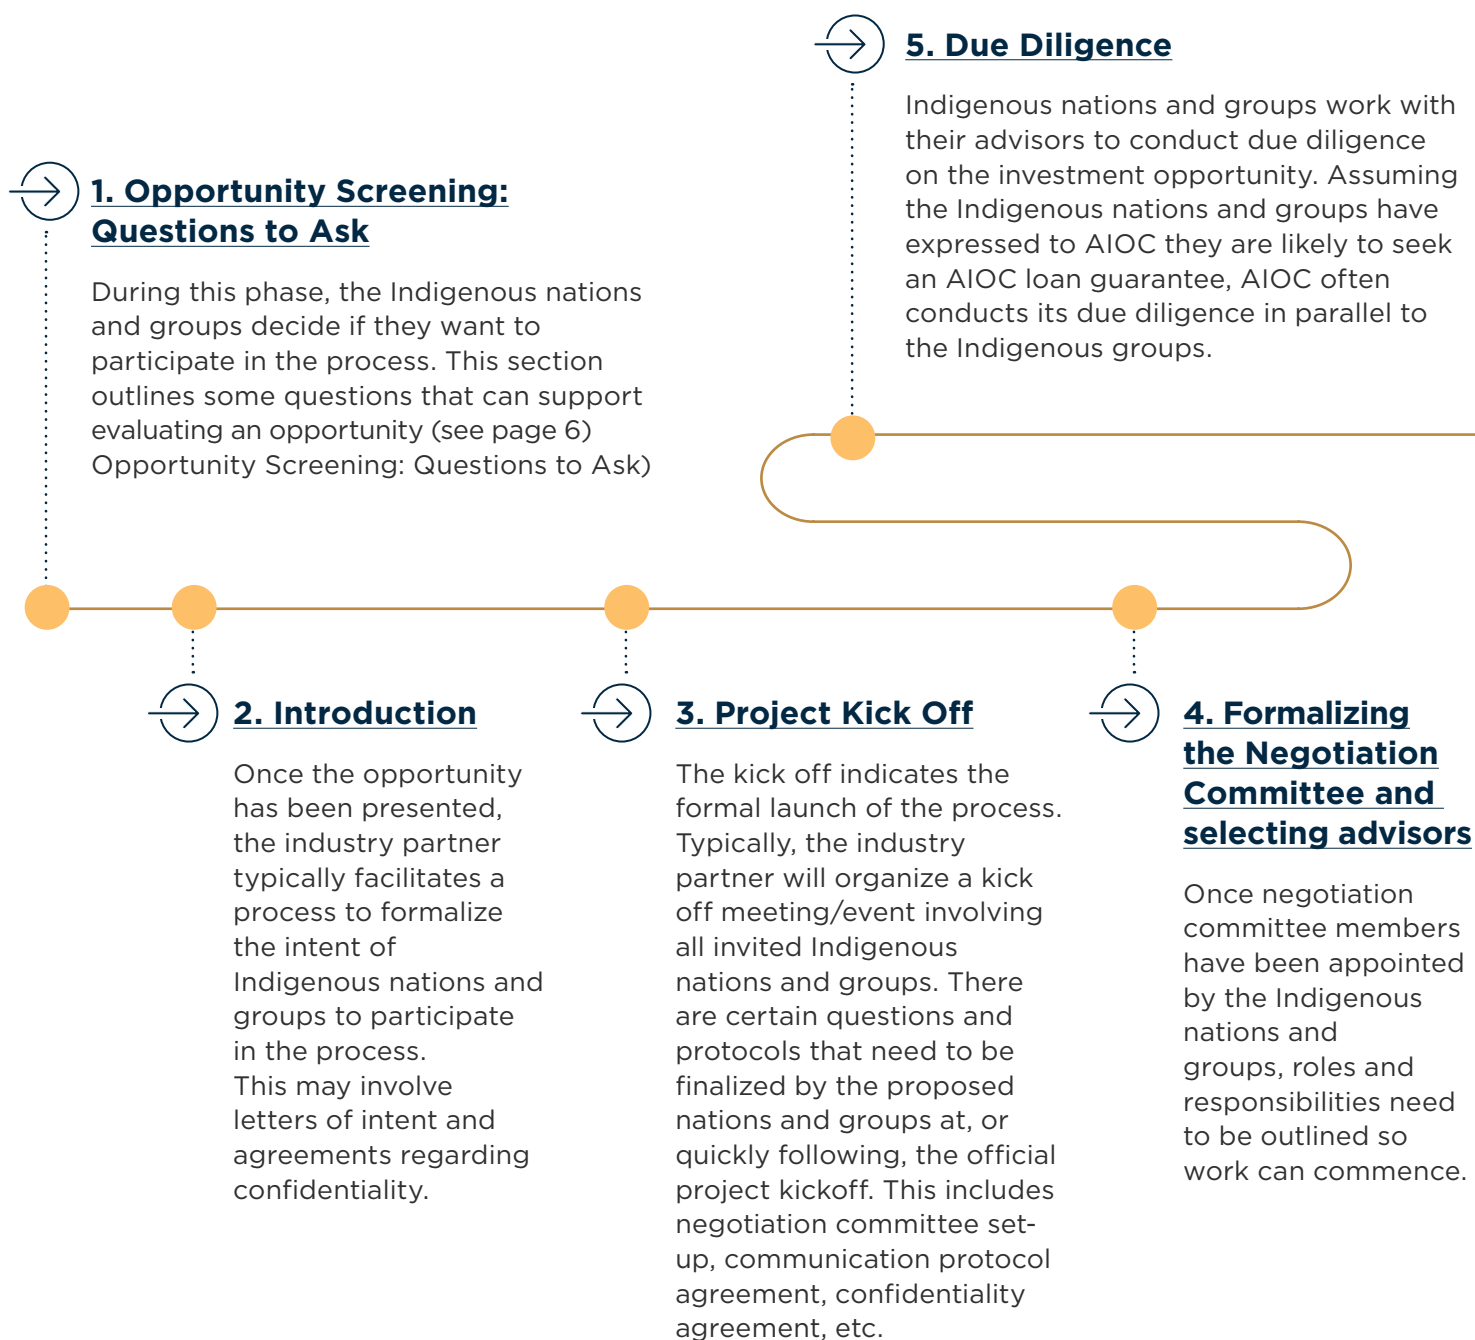 1. Opportunity Screening:
Questions to Ask
During this phase, the Indigenous nations
and groups decide if they want to
participate in the process. This section
outlines some questions that can support
evaluating an opportunity (see page 6)
Opportunity Screening: Questions to Ask)
2. Introduction
Once the opportunity
has been presented,
the industry partner
typically facilitates a
process to formalize
the intent of
Indigenous nations and
groups to participate
in the process.
This may involve
letters of intent and
agreements regarding
confidentiality.
3. Project Kick Off
The kick off indicates the
formal launch of the process.
Typically, the industry
partner will organize a kick
off meeting/event involving
all invited Indigenous
nations and groups. There
are certain questions and
protocols that need to be
finalized by the proposed
nations and groups at, or
quickly following, the official
project kickoff. This includes
negotiation committee set-
up, communication protocol
agreement, confidentiality
agreement, etc.
4. Formalizing
the Negotiation
Committee and
selecting advisors
Once negotiation
committee members
have been appointed
by the Indigenous
nations and
groups, roles and
responsibilities need
to be outlined so
work can commence.
5. Due Diligence
Indigenous nations and groups work with
their advisors to conduct due diligence
on the investment opportunity. Assuming
the Indigenous nations and groups have
expressed to AIOC they are likely to seek
an AIOC loan guarantee, AIOC often
conducts its due diligence in parallel to
the Indigenous groups.